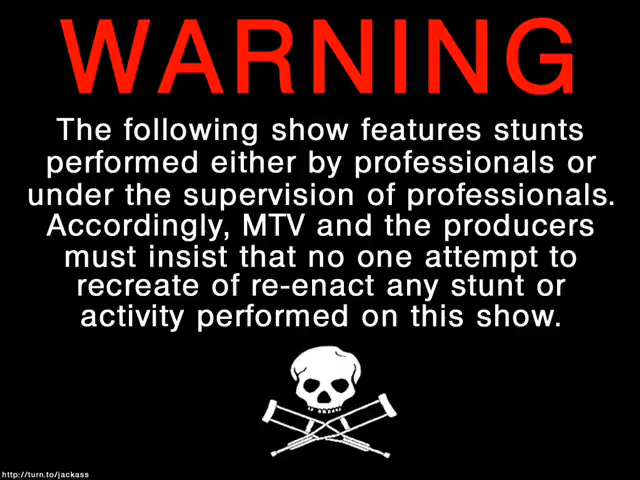 WARNING
The following show features stunts
performed either by professionals or
under the supervision of professionals.
Accordingly, MTV and the producers
must insist that no one attempt to
recreate of re-enact any stunt or
activity performed on this show.
http://turn.to/jackass